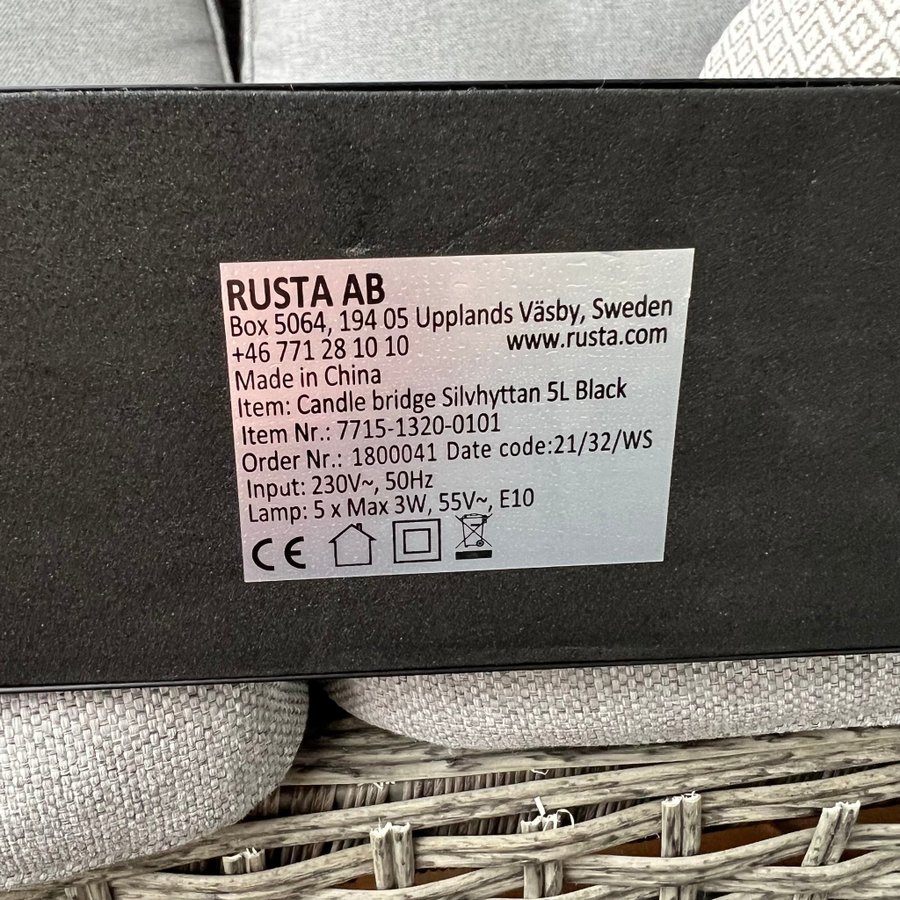 RUSTA AB
Box 5064, 194 05 Upplands Väsby, Sweden
+46 771 28 10 10 www.rusta.com
Made in China
Item: Candle bridge Silvhyttan 5L Black
Item Nr.: 7715-1320-0101
Order Nr.: 1800041 Date code:21/32/WS
Input: 230V~, 50Hz
Lamp: 5 x Max 3W, 55V~, E10
CE